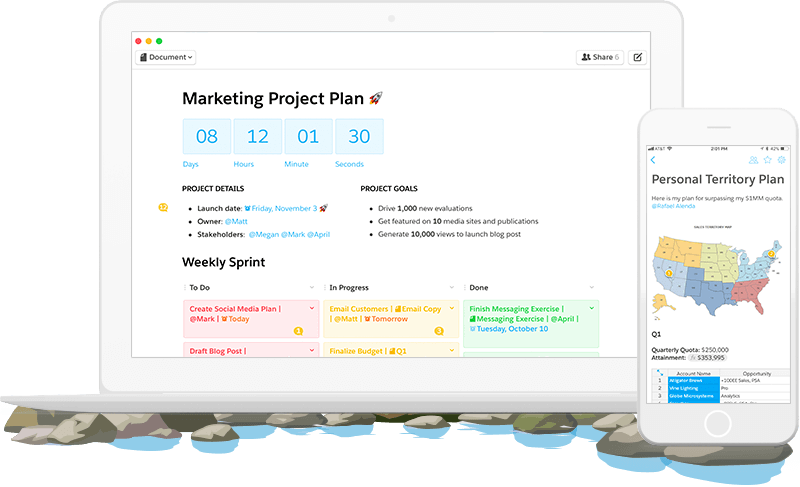 Document
Share 6
Marketing Project Plan 🚀
08 12 01 30
Days Hours Minute Seconds
PROJECT DETAILS
12
Launch date: Friday, November 3 🚀
Owner: @Matt
Stakeholders: @Megan @Mark @April
PROJECT GOALS
Drive 1,000 new evaluations
Get featured on 10 media sites and publications
Generate 10,000 views to launch blog post
Weekly Sprint
To Do
Create Social Media Plan |
@Mark | Today
1
Draft Blog Post |
In Progress
Email Customers | Email Copy
| @Matt | Tomorrow
3
Finalize Budget | Q1
Done
Finish Messaging Exercise |
Messaging Exercise | @April |
Tuesday, October 10
AT&T 2:01 PM 42%
Personal Territory Plan
Here is my plan for surpassing my $1MM quota.
@Rafael Alenda
SALES TERRITORY MAP
Q1
Quarterly Quota: $250,000
Attainment: $353,995
Account Name Opportunity
1 Alligator Brews +100EE Sales, PSA
2 Vine Lighting Pro
3 Globe Microsystems Analytics